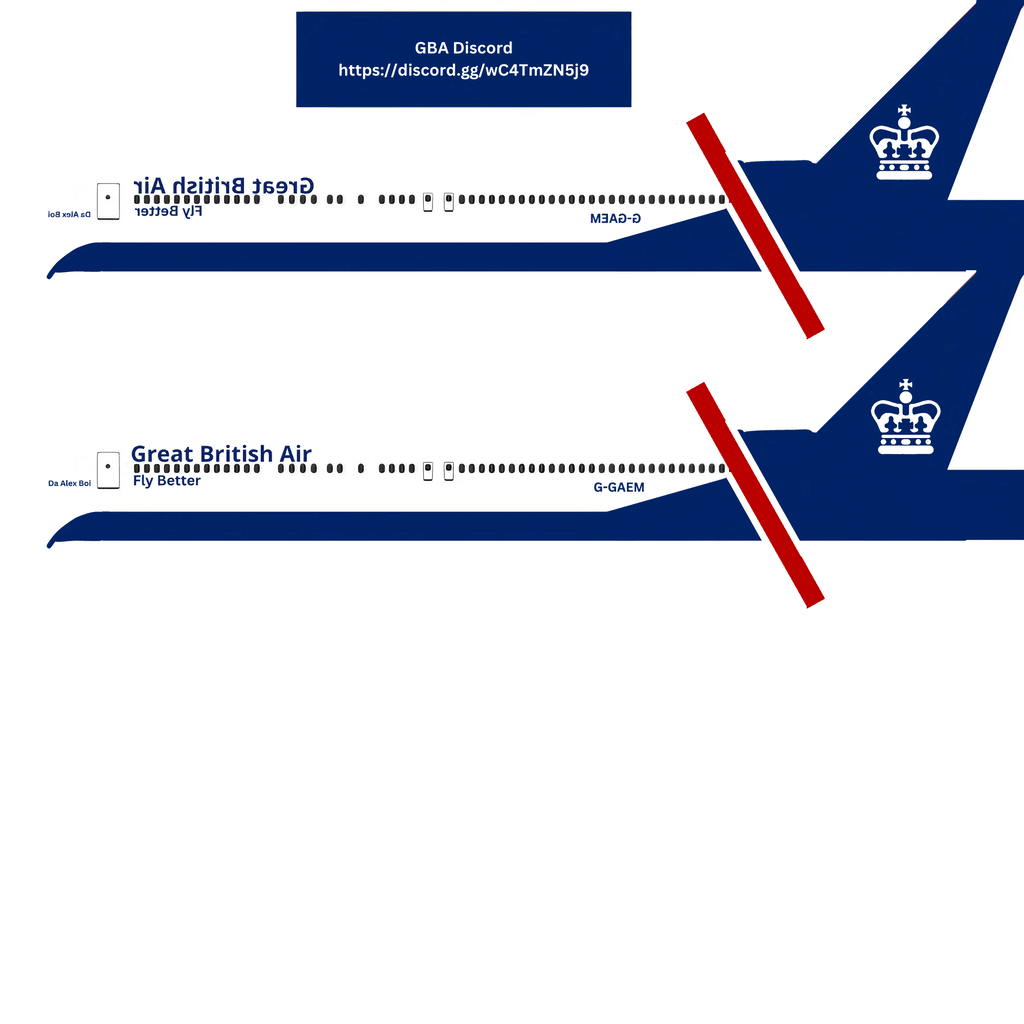 GBA Discord
https://discord.gg/wC4TmZN5j9
Great British Air
Fly Better
Da Alex Boi
G-GAEM
Great British Air
Fly Better
Da Alex Boi
G-GAEM